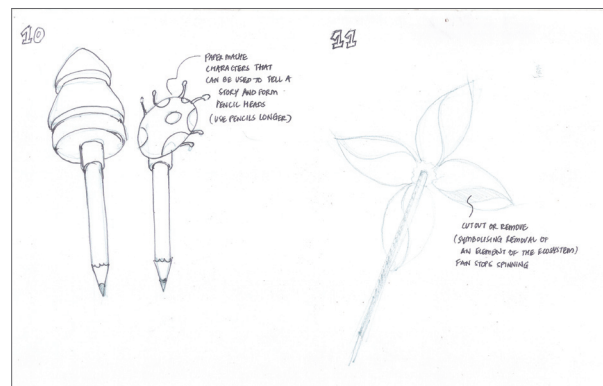 10
PAPER MACHE
CHARACTERS THAT
CAN BE USED TO TELL A
STORY AND FORM
PENCIL HEADS
(USE PENCILS LONGER)
11
CUTOUT OR REMOVE
(SYMBOLISING REMOVAL OF
AN ELEMENT OF THE ECOSYSTEM)
FAN STOPS SPINNING